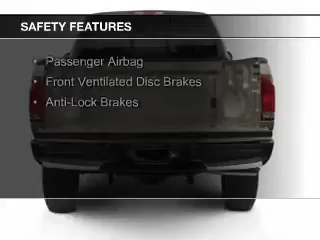 SAFETY FEATURES
• Passenger Airbag
• Front Ventilated Disc Brakes
• Anti-Lock Brakes